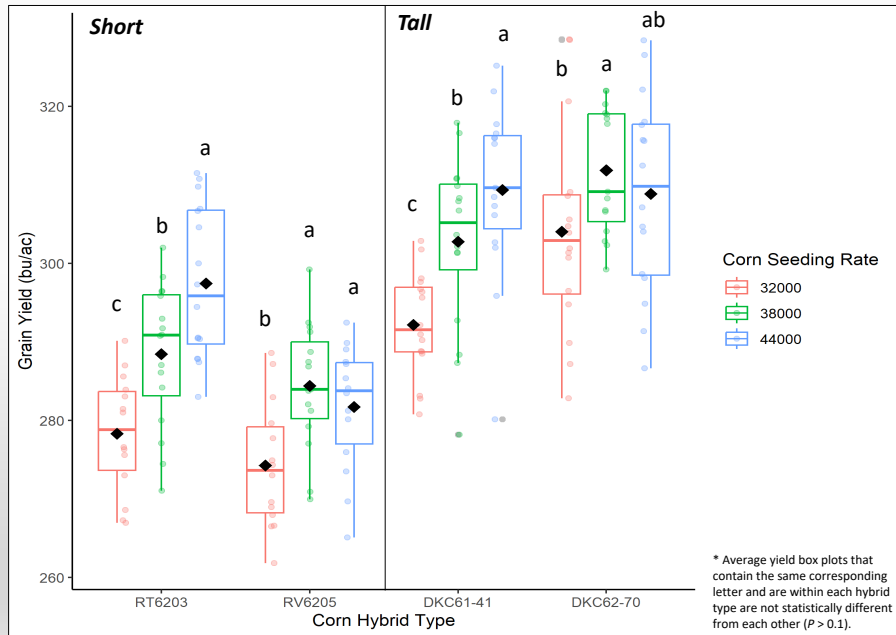 Short
Tall
a
b
c
a
b
a
a
b
c
ab
a
b
Grain Yield (bu/ac)
320
300
280
260
RT6203
RV6205
DKC61-41
DKC62-70
Corn Hybrid Type
Corn Seeding Rate
32000
38000
44000
* Average yield box plots that
contain the same corresponding
letter and are within each hybrid
type are not statistically different
from each other (P > 0.1).